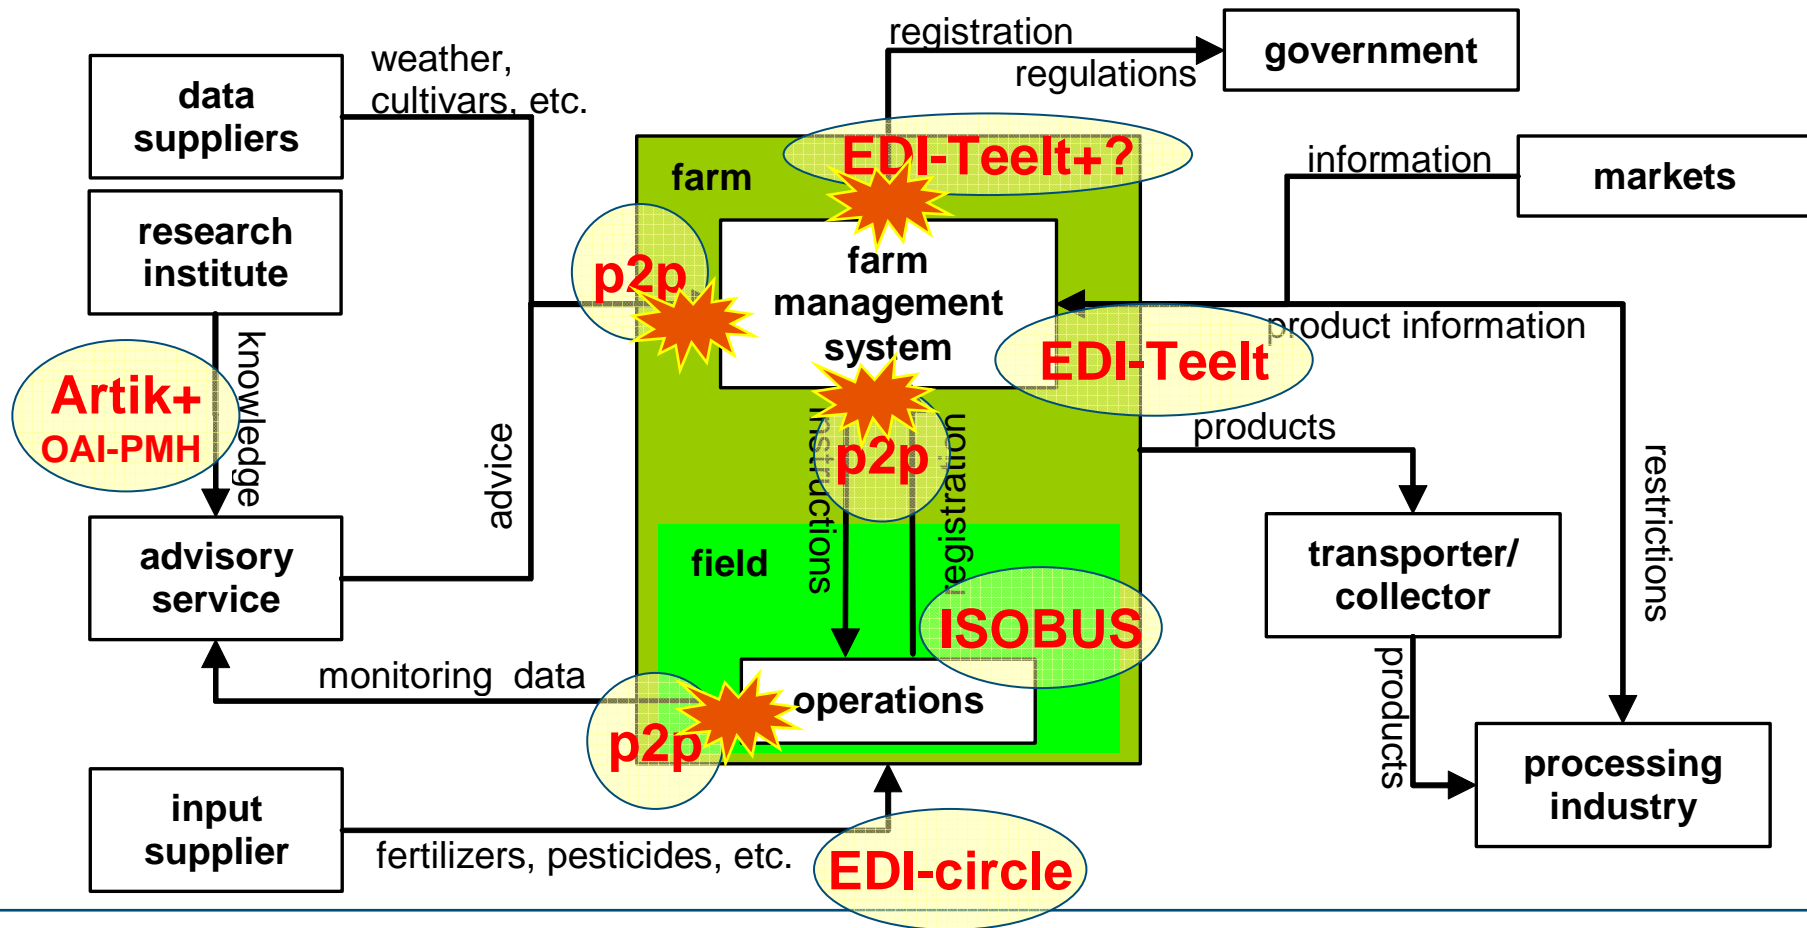 registration
regulations
government
weather,
cultivars, etc.
data
suppliers
EDI-Teelt+?
information
markets
farm
research
institute
p2p
farm
management
system
product information
EDI-Teelt
knowledge
Artik+
OAI-PMH
advice
instructions
p2p
registration
products
restrictions
advisory
service
field
transporter/
collector
ISOBUS
monitoring data
operations
p2p
products
processing
industry
input
supplier
fertilizers, pesticides, etc.
EDI-circle